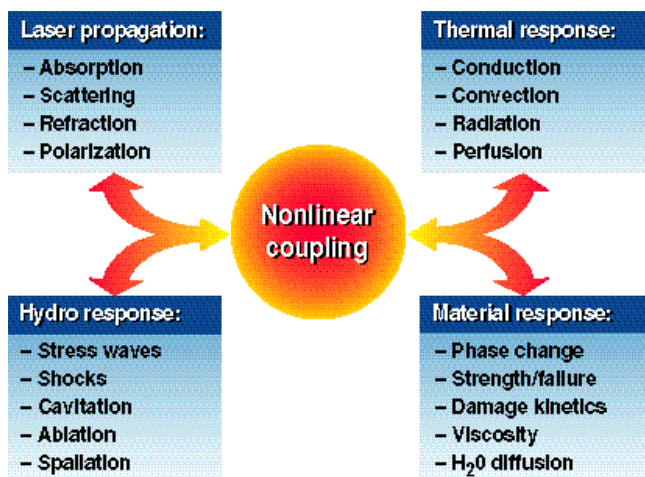 Laser propagation:
– Absorption
– Scattering
– Refraction
– Polarization
Thermal response:
– Conduction
– Convection
– Radiation
– Perfusion
Nonlinear
coupling
Hydro response:
– Stress waves
– Shocks
– Cavitation
– Ablation
– Spallation
Material response:
– Phase change
– Strength/failure
– Damage kinetics
– Viscosity
– H₂0 diffusion